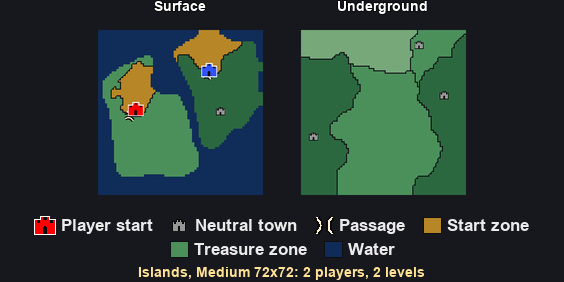 Surface Underground
Player start Neutral town Passage Start zone
Treasure zone Water
Islands, Medium 72x72: 2 players, 2 levels